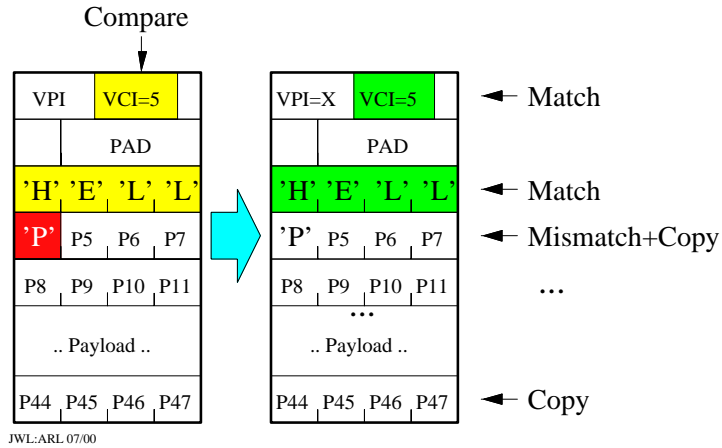 Compare
VPI VCI=5 VPI=X VCI=5 Match
PAD PAD
'H' 'E' 'L' 'L' 'H' 'E' 'L' 'L' Match
'P' P5 P6 P7 'P' P5 P6 P7 Mismatch+Copy
P8 P9 P10 P11 P8 P9 P10 P11 ...
...
.. Payload .. .. Payload ..
P44 P45 P46 P47 P44 P45 P46 P47 Copy
JWL:ARL 07/00